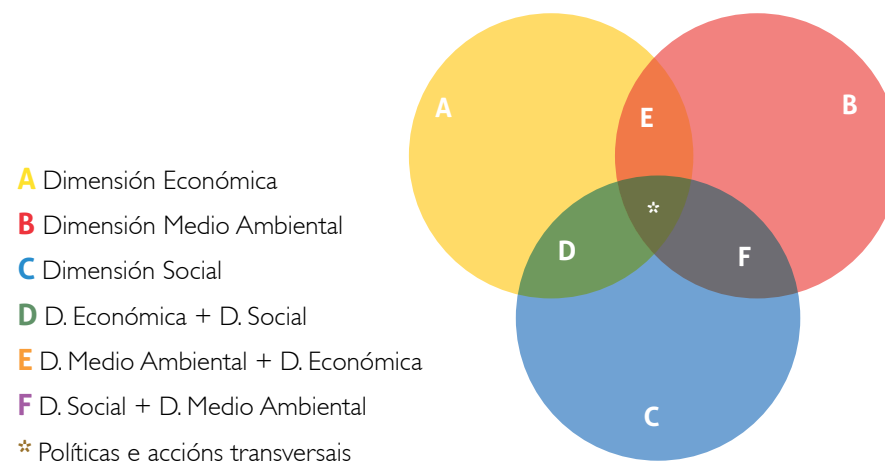 A
B
E
A Dimensión Económica
B Dimensión Medio Ambiental
*
D
F
C Dimensión Social
D D. Económica + D. Social
E D. Medio Ambiental + D. Económica
F D. Social + D. Medio Ambiental
C
* Políticas e accións transversais